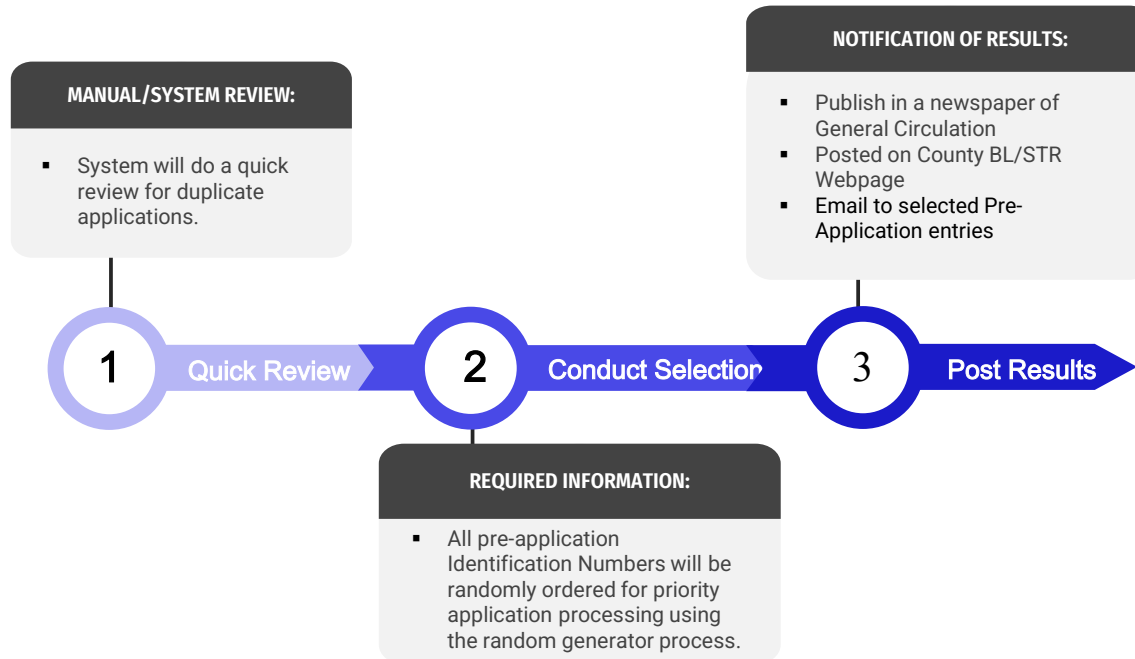 MANUAL/SYSTEM REVIEW:
▪ System will do a quick
review for duplicate
applications.
NOTIFICATION OF RESULTS:
▪ Publish in a newspaper of
General Circulation
▪ Posted on County BL/STR
Webpage
▪ Email to selected Pre-
Application entries
1
Quick Review
2
Conduct Selection
3
Post Results
REQUIRED INFORMATION:
▪ All pre-application
Identification Numbers will be
randomly ordered for priority
application processing using
the random generator process.